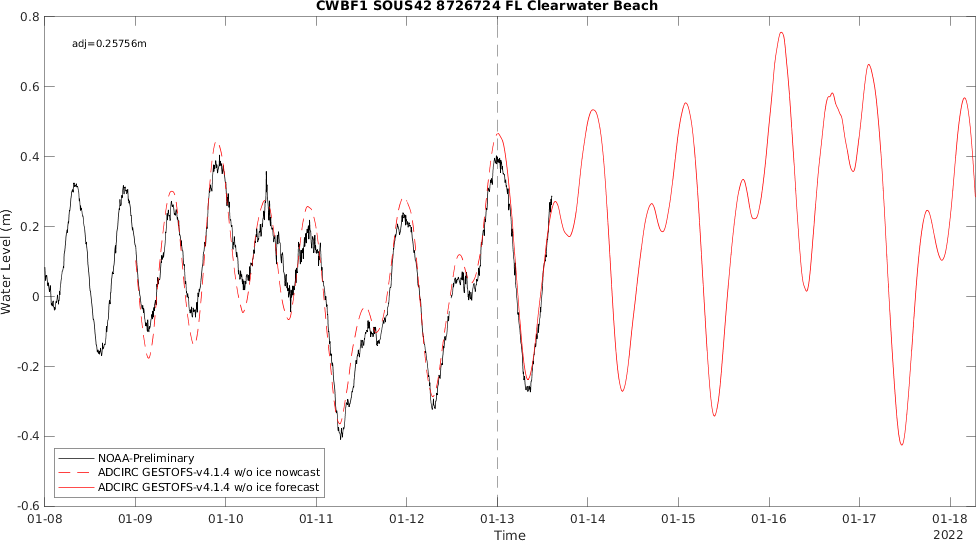 CWBF1 SOUS42 8726724 FL Clearwater Beach
adj=0.25756m
Water Level (m)
0.8
0.6
0.4
0.2
0
-0.2
-0.4
-0.6
NOAA-Preliminary
ADCIRC GESTOFS-v4.1.4 w/o ice nowcast
ADCIRC GESTOFS-v4.1.4 w/o ice forecast
01-08 01-09 01-10 01-11 01-12 01-13 01-14 01-15 01-16 01-17 01-18
Time
2022